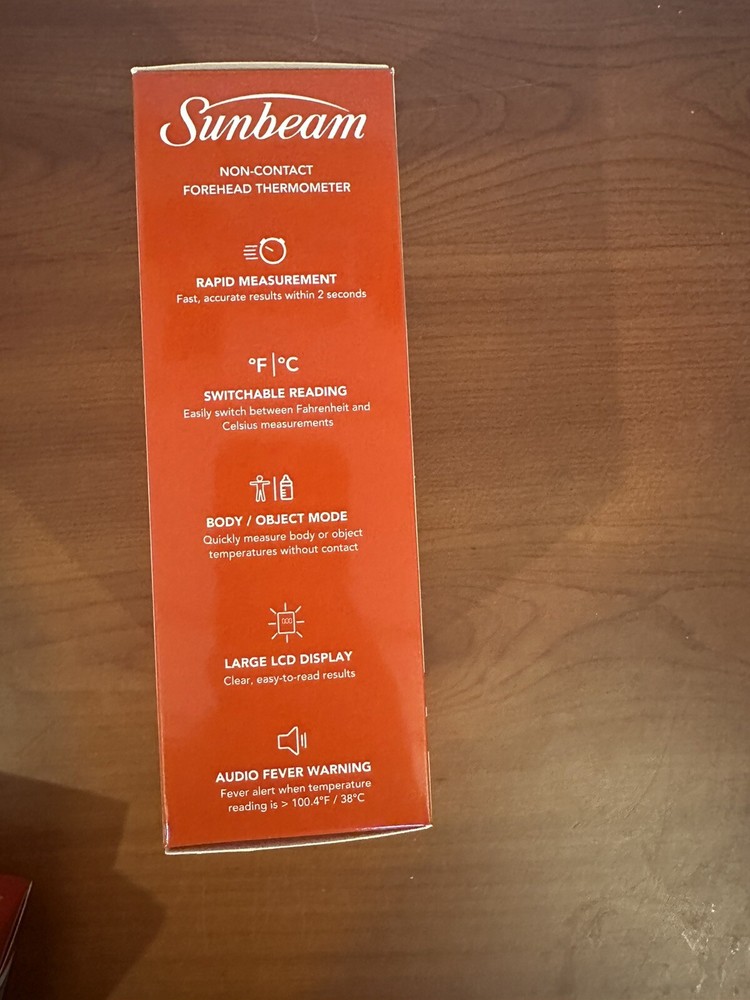 Sunbeam
NON-CONTACT
FOREHEAD THERMOMETER
RAPID MEASUREMENT
Fast, accurate results within 2 seconds
°F|°C
SWITCHABLE READING
Easily switch between Fahrenheit and
Celsius measurements
BODY / OBJECT MODE
Quickly measure body or object
temperatures without contact
LARGE LCD DISPLAY
Clear, easy-to-read results
AUDIO FEVER WARNING
Fever alert when temperature
reading is > 100.4°F / 38°C